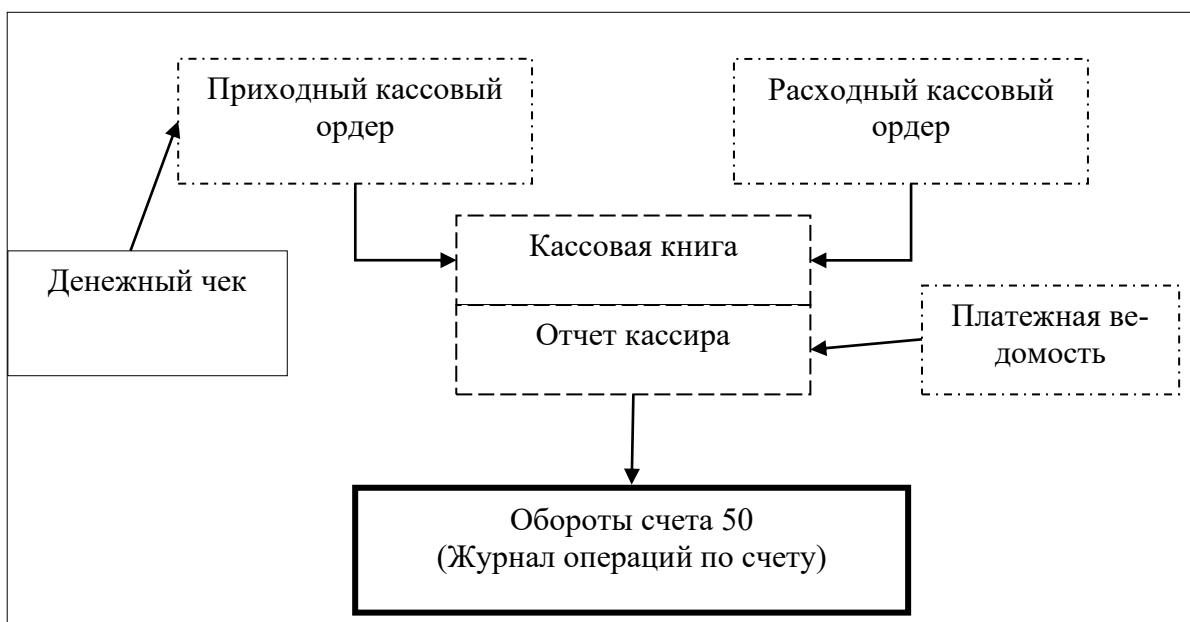 Приходный кассовый
ордер
Расходный кассовый
ордер
Кассовая книга
Денежный чек
Отчет кассира
Платежная ве-
домость
Обороты счета 50
(Журнал операций по счету)